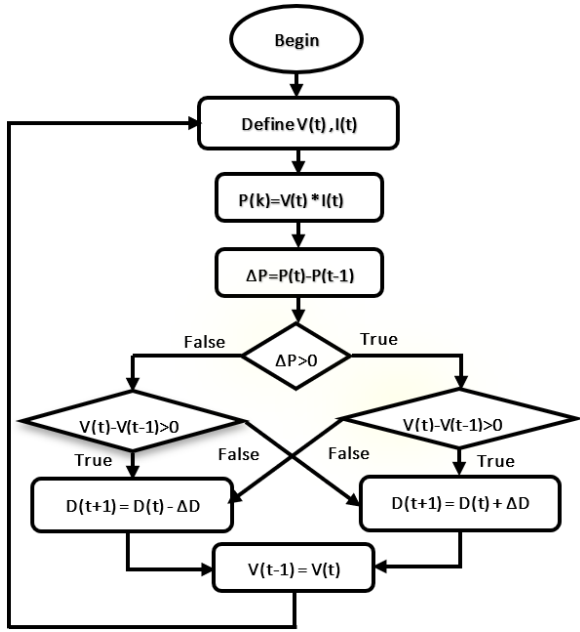 Begin
Define V(t) , I(t)
P(k)=V(t) * I(t)
ΔP=P(t)-P(t-1)
False
True
ΔP>0
V(t)-V(t-1)>0
V(t)-V(t-1)>0
True
False
False
True
D(t+1) = D(t) - ΔD
D(t+1) = D(t) + ΔD
V(t-1) = V(t)